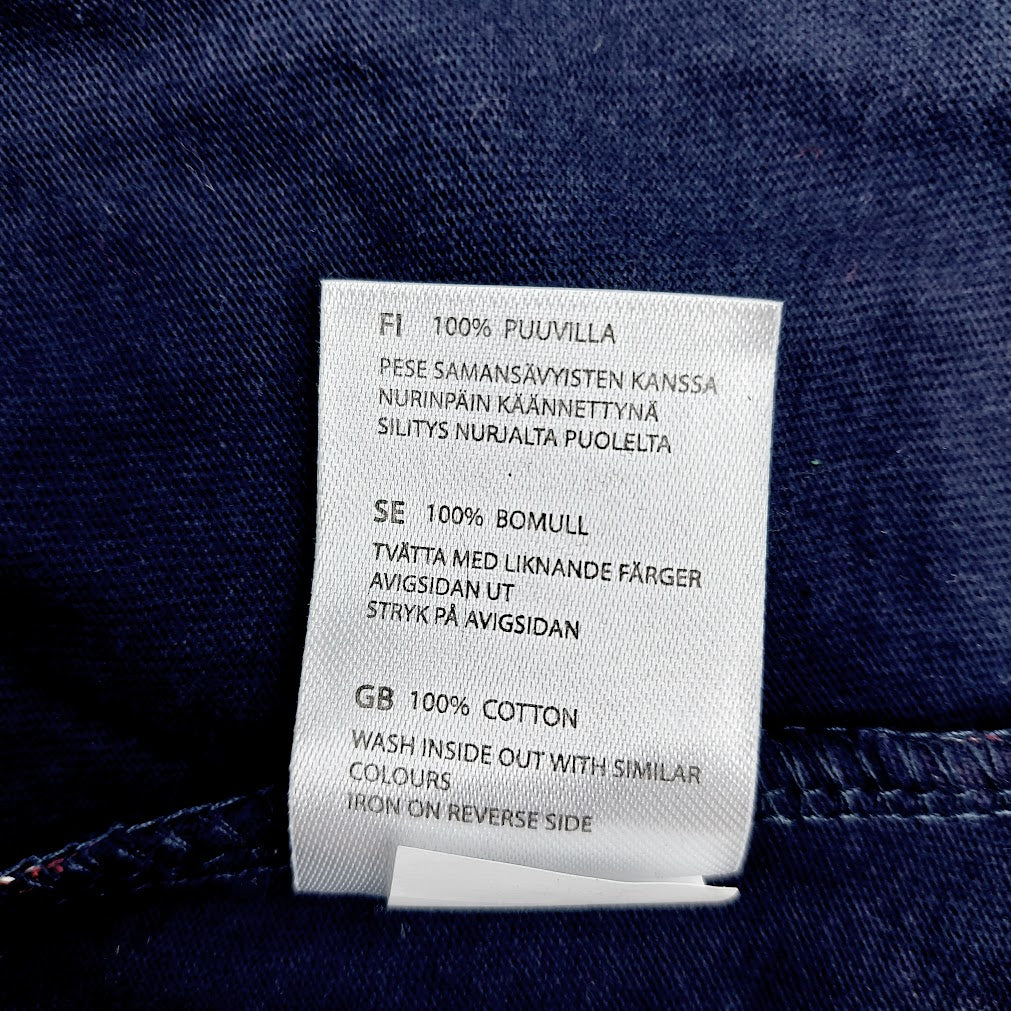 FI 100% PUUVILLA
PESE SAMANSÄVYISTEN KANSSA
NURINPÄIN KÄÄNNETTYNÄ
SILITYS NURJALTA PUOLELTA
SE 100% BOMULL
TVÄTTA MED LIKNANDE FÄRGER
AVIGSIDAN UT
STRYK PÅ AVIGSIDAN
GB 100% COTTON
WASH INSIDE OUT WITH SIMILAR
COLOURS
IRON ON REVERSE SIDE